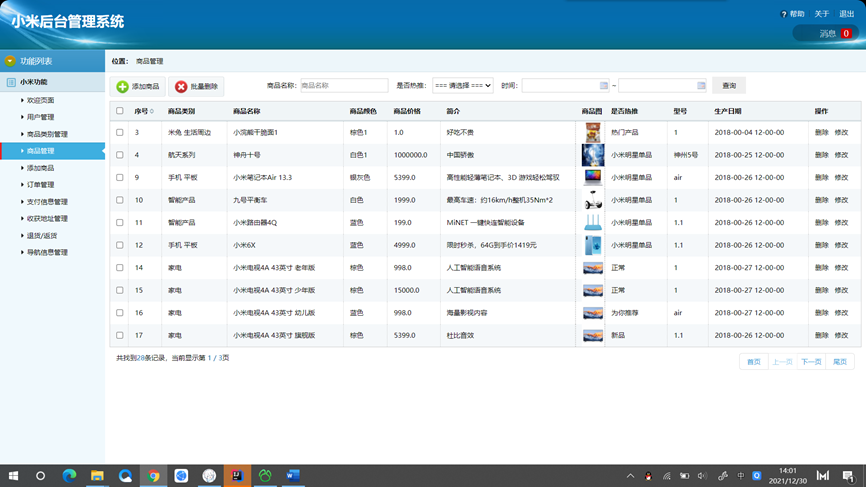 小米后台管理系统
帮助 关于 退出
消息 0
功能列表
位置： 商品管理
小米功能
欢迎页面
用户管理
商品类别管理
商品管理
添加商品
订单管理
支付信息管理
收获地址管理
退货/返货
导航信息管理
添加商品 批量删除 商品名称: 商品名称 是否热推: === 请选择 === 时间: ~ 查询
序号 商品类别 商品名称 商品颜色 商品价格 简介 商品图 是否热推 型号 生产日期 操作
3 米兔 生活周边 小浣熊干脆面1 棕色1 1.0 好吃不贵 热门产品 1 2018-00-04 12-00-00 删除 修改
4 航天系列 神舟十号 白色1 1000000.0 中国骄傲 小米明星单品 神州5号 2018-00-25 12-00-00 删除 修改
9 手机 平板 小米笔记本Air 13.3 银灰色 5399.0 高性能轻薄笔记本、3D 游戏轻松驾驭 小米明星单品 air 2018-00-26 12-00-00 删除 修改
10 智能产品 九号平衡车 白色 1999.0 最高车速：约16km/h整机35Nm*2 小米明星单品 1 2018-00-26 12-00-00 删除 修改
11 智能产品 小米路由器4Q 蓝色 199.0 MiNET 一键快连智能设备 小米明星单品 1.1 2018-00-26 12-00-00 删除 修改
12 手机 平板 小米6X 蓝色 4999.0 限时秒杀，64G到手价1419元 小米明星单品 1.1 2018-00-26 12-00-00 删除 修改
14 家电 小米电视4A 43英寸 老年版 棕色 998.0 人工智能语音系统 正常 1 2018-00-27 12-00-00 删除 修改
15 家电 小米电视4A 43英寸 少年版 棕色 15000.0 人工智能语音系统 正常 1 2018-00-27 12-00-00 删除 修改
16 家电 小米电视4A 43英寸 幼儿版 蓝色 998.0 海量影视内容 为你推荐 air 2018-00-27 12-00-00 删除 修改
17 家电 小米电视4A 43英寸 旗舰版 棕色 5399.0 杜比音效 新品 1.1 2018-00-26 12-00-00 删除 修改
共找到28条记录，当前显示第 1 / 3页
首页 上一页 下一页 尾页
中
14:01
2021/12/30